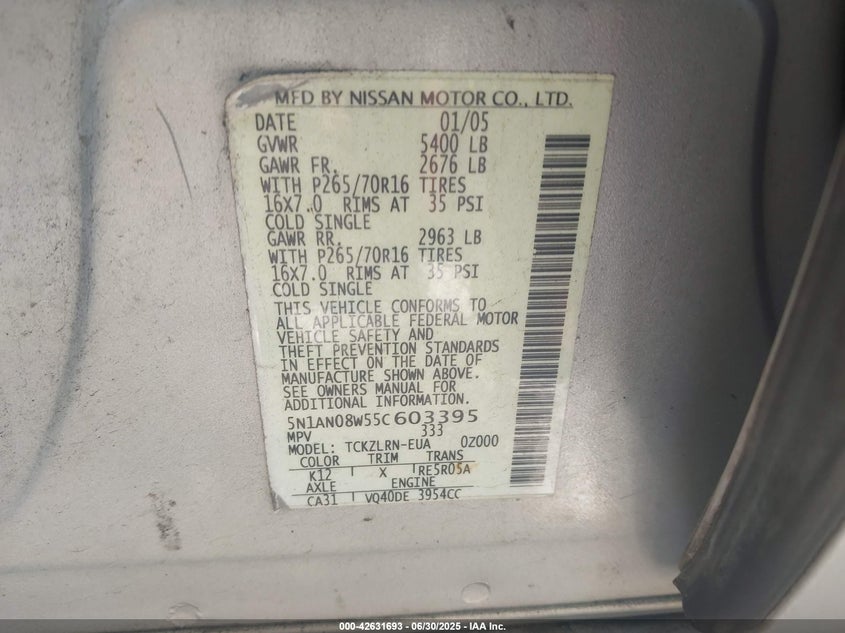 MFD BY NISSAN MOTOR CO., LTD.
DATE 01/05
GVWR 5400 LB
GAWR FR. 2676 LB
WITH P265/70R16 TIRES
16X7.0 RIMS AT 35 PSI
COLD SINGLE
GAWR RR. 2963 LB
WITH P265/70R16 TIRES
16X7.0 RIMS AT 35 PSI
COLD SINGLE
THIS VEHICLE CONFORMS TO
ALL APPLICABLE FEDERAL MOTOR
VEHICLE SAFETY AND
THEFT PREVENTION STANDARDS
IN EFFECT ON THE DATE OF
MANUFACTURE SHOWN ABOVE.
SEE OWNERS MANUAL FOR
ADDITIONAL INFORMATION
5N1AN08W55C603395
MPV 333
MODEL: TCKZLRN-EUA 0Z000
COLOR TRIM TRANS
K12 X RE5R05A
AXLE ENGINE
CA31 VQ40DE 3954CC
000-42631693 - 06/30/2025 - IAA Inc.